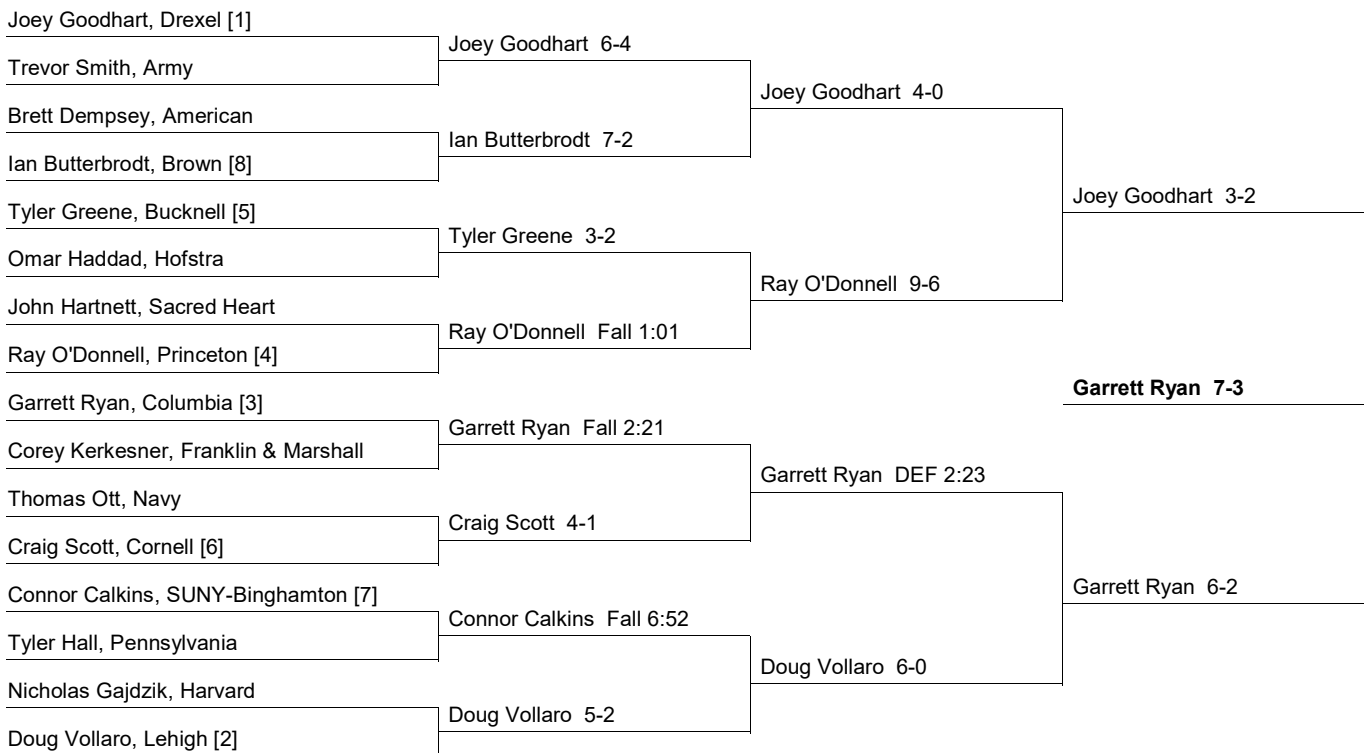 Joey Goodhart, Drexel [1]
Trevor Smith, Army
Brett Dempsey, American
Ian Butterbrodt, Brown [8]
Tyler Greene, Bucknell [5]
Omar Haddad, Hofstra
John Hartnett, Sacred Heart
Ray O'Donnell, Princeton [4]
Garrett Ryan, Columbia [3]
Corey Kerkesner, Franklin & Marshall
Thomas Ott, Navy
Craig Scott, Cornell [6]
Connor Calkins, SUNY-Binghamton [7]
Tyler Hall, Pennsylvania
Nicholas Gajdzik, Harvard
Doug Vollaro, Lehigh [2]
Joey Goodhart 6-4
Ian Butterbrodt 7-2
Tyler Greene 3-2
Ray O'Donnell Fall 1:01
Garrett Ryan Fall 2:21
Craig Scott 4-1
Connor Calkins Fall 6:52
Doug Vollaro 5-2
Joey Goodhart 4-0
Ray O'Donnell 9-6
Garrett Ryan DEF 2:23
Doug Vollaro 6-0
Joey Goodhart 3-2
Garrett Ryan 7-3
Garrett Ryan 6-2